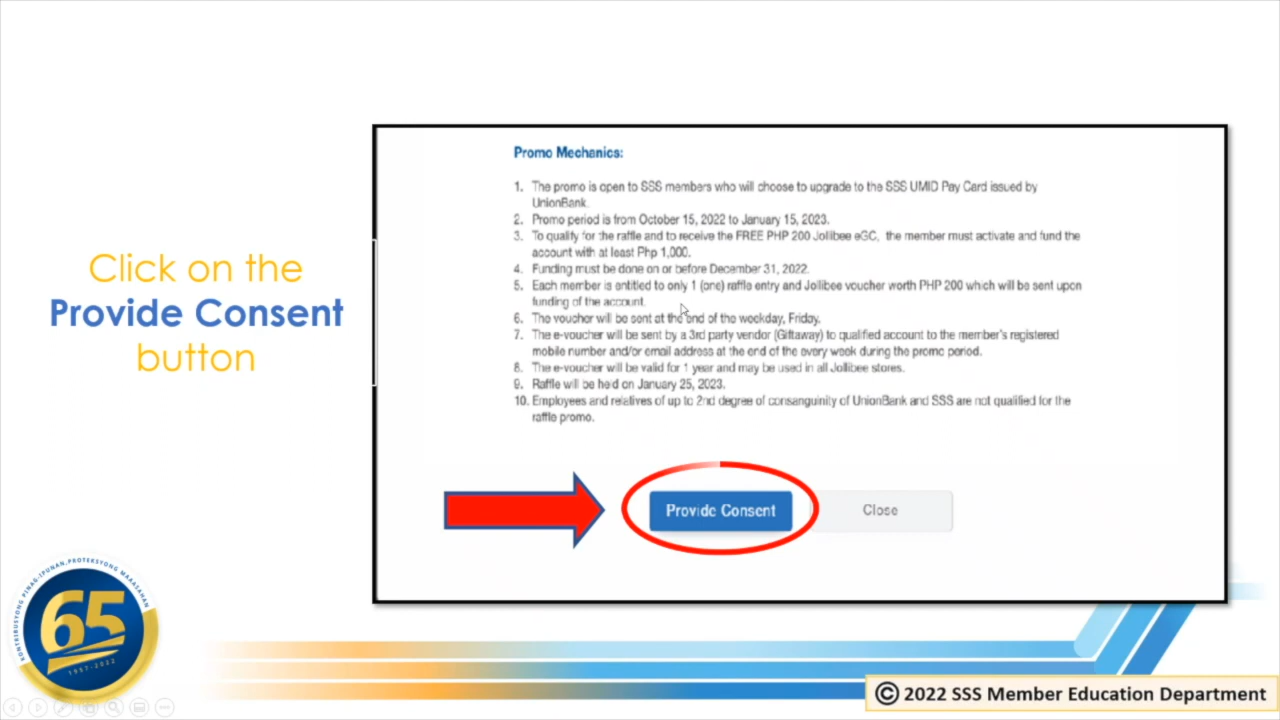 Click on the
Provide Consent
button
Promo Mechanics:
1. The promo is open to SSS members who will choose to upgrade to the SSS UMID Pay Card issued by
UnionBank.
2. Promo period is from October 15, 2022 to January 15, 2023.
3. To qualify for the raffle and to receive the FREE PHP 200 Jollibee eGC, the member must activate and fund the
account with at least Php 1,000.
4. Funding must be done on or before December 31, 2022.
5. Each member is entitled to only 1 (one) raffle entry and Jollibee voucher worth PHP 200 which will be sent upon
funding of the account.
6. The voucher will be sent at the end of the weekday, Friday.
7. The e-voucher will be sent by a 3rd party vendor (Giftaway) to qualified account to the member's registered
mobile number and/or email address at the end of the every week during the promo period.
8. The e-voucher will be valid for 1 year and may be used in all Jollibee stores.
9. Raffle will be held on January 25, 2023.
10. Employees and relatives of up to 2nd degree of consanguinity of UnionBank and SSS are not qualified for the
raffle promo.
Provide Consent
Close
KONTRIBUSYONG PINAG-IPUNAN, PROTEKSYONG MAAASAHAN
65
1957-2022
© 2022 SSS Member Education Department